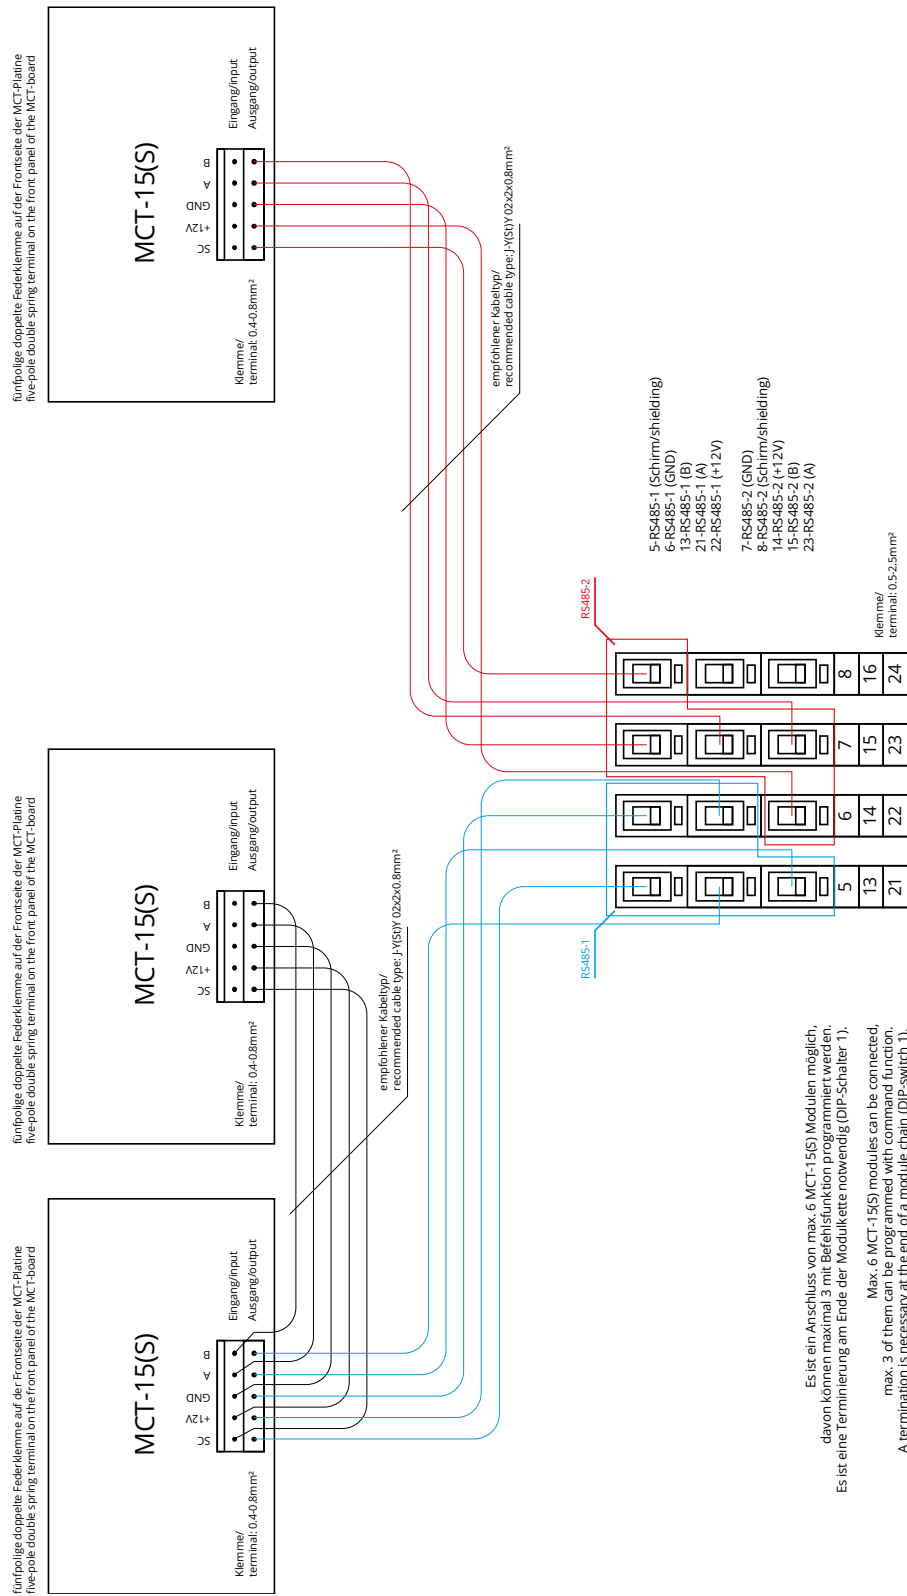 fünfpolige doppelte Federklemme auf der Frontseite der MCT-Platine
five-pole double spring terminal on the front panel of the MCT-board
MCT-15(S)
Klemme/
terminal: 0.4-0.8mm²
SC
+12V
GND
A
B
Eingang/input
Ausgang/output
fünfpolige doppelte Federklemme auf der Frontseite der MCT-Platine
five-pole double spring terminal on the front panel of the MCT-board
MCT-15(S)
Klemme/
terminal: 0.4-0.8mm²
SC
+12V
GND
A
B
Eingang/input
Ausgang/output
fünfpolige doppelte Federklemme auf der Frontseite der MCT-Platine
five-pole double spring terminal on the front panel of the MCT-board
MCT-15(S)
Klemme/
terminal: 0.4-0.8mm²
SC
+12V
GND
A
B
Eingang/input
Ausgang/output
empfohlener Kabeltyp/
recommended cable type: J-Y(St)Y 02x2x0.8mm²
empfohlener Kabeltyp/
recommended cable type: J-Y(St)Y 02x2x0.8mm²
RS485-1
RS485-2
5-RS485-1 (Schirm/shielding)
6-RS485-1 (GND)
13-RS485-1 (B)
21-RS485-1 (A)
22-RS485-1 (+12V)
7-RS485-2 (GND)
8-RS485-2 (Schirm/shielding)
14-RS485-2 (+12V)
15-RS485-2 (B)
23-RS485-2 (A)
5
6
7
8
13
14
15
16
21
22
23
24
Klemme/
terminal: 0.5-2.5mm²
Es ist ein Anschluss von max. 6 MCT-15(S) Modulen möglich,
davon können maximal 3 mit Befehlsfunktion programmiert werden.
Es ist eine Terminierung am Ende der Modulkette notwendig (DIP-Schalter 1).
Max. 6 MCT-15(S) modules can be connected,
max. 3 of them can be programmed with command function.
A termination is necessary at the end of a module chain (DIP-switch 1).